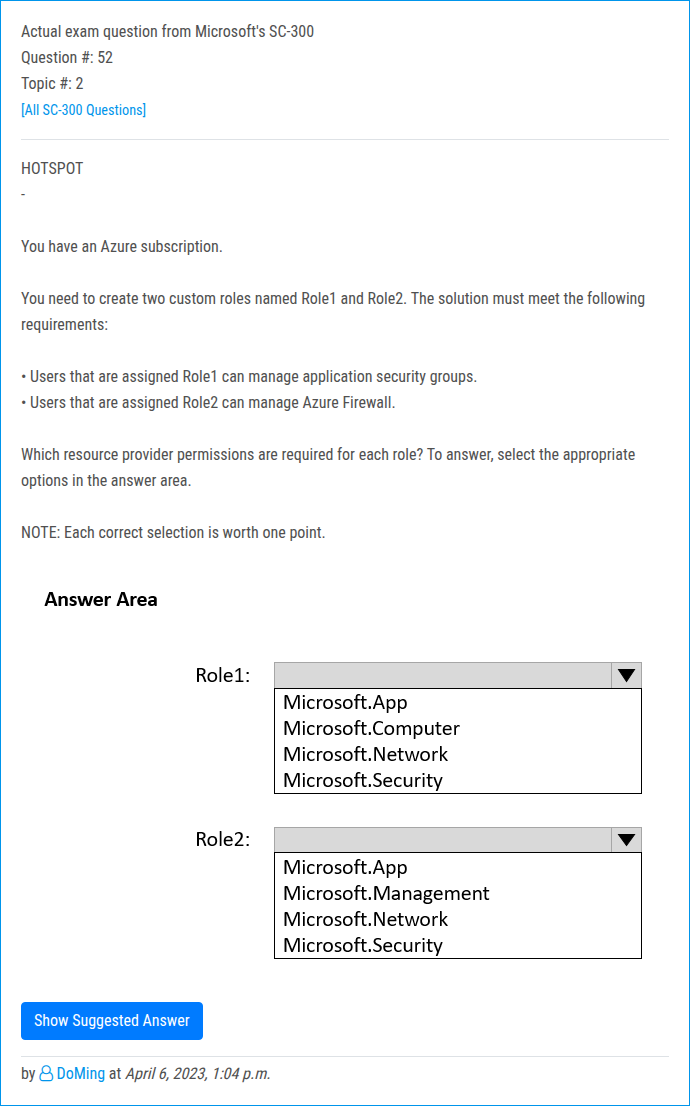 Actual exam question from Microsoft's SC-300
Question #: 52
Topic #: 2
[All SC-300 Questions]
HOTSPOT
-
You have an Azure subscription.
You need to create two custom roles named Role1 and Role2. The solution must meet the following
requirements:
• Users that are assigned Role1 can manage application security groups.
• Users that are assigned Role2 can manage Azure Firewall.
Which resource provider permissions are required for each role? To answer, select the appropriate
options in the answer area.
NOTE: Each correct selection is worth one point.
Answer Area
Role1:
Microsoft.App
Microsoft.Computer
Microsoft.Network
Microsoft.Security
Role2:
Microsoft.App
Microsoft.Management
Microsoft.Network
Microsoft.Security
Show Suggested Answer
by DoMing at April 6, 2023, 1:04 p.m.